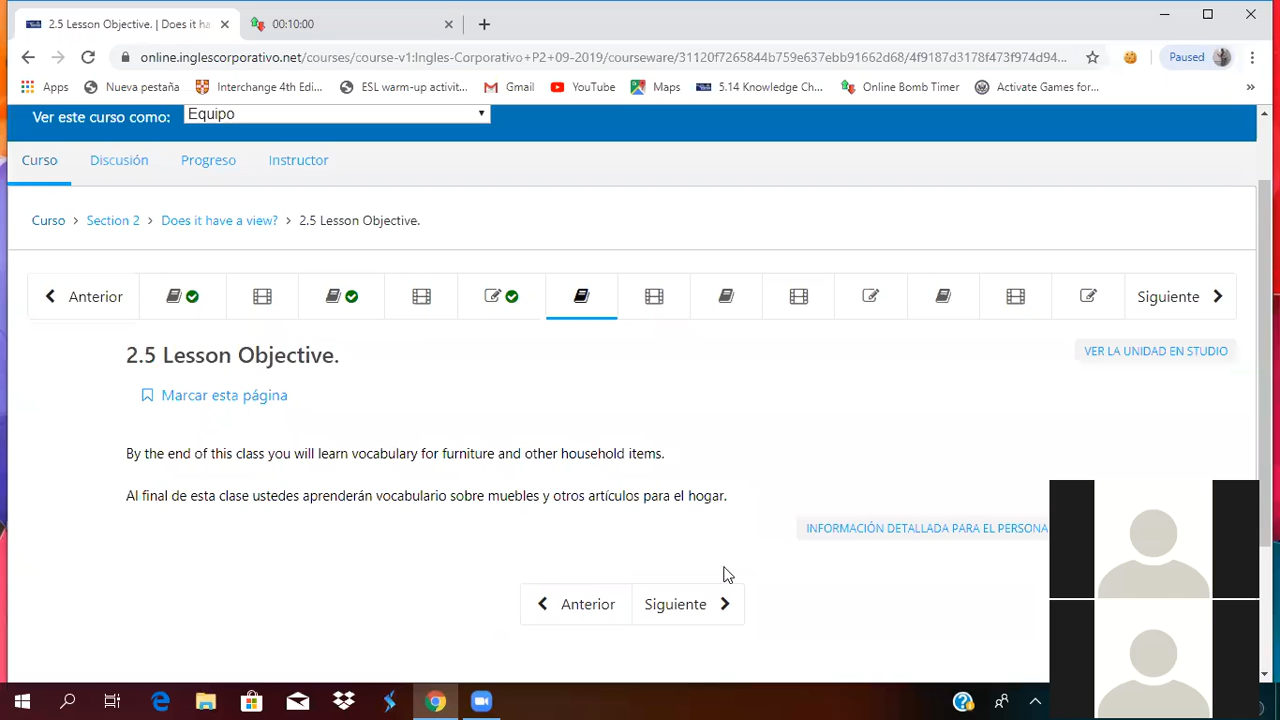 2.5 Lesson Objective. | Does it ha
00:10:00
online.inglescorporativo.net/courses/course-v1:Ingles-Corporativo+P2+09-2019/courseware/31120f7265844b759e637ebb91662d68/4f9187d3178f473f974d94...
Paused
Apps
Nueva pestaña
Interchange 4th Edi...
ESL warm-up activit...
Gmail
YouTube
Maps
5.14 Knowledge Ch...
Online Bomb Timer
Activate Games for...
»
Ver este curso como:
Equipo
Curso
Discusión
Progreso
Instructor
Curso > Section 2 > Does it have a view? > 2.5 Lesson Objective.
Anterior
Siguiente
2.5 Lesson Objective.
VER LA UNIDAD EN STUDIO
Marcar esta página
By the end of this class you will learn vocabulary for furniture and other household items.
Al final de esta clase ustedes aprenderán vocabulario sobre muebles y otros artículos para el hogar.
INFORMACIÓN DETALLADA PARA EL PERSONA
Anterior
Siguiente